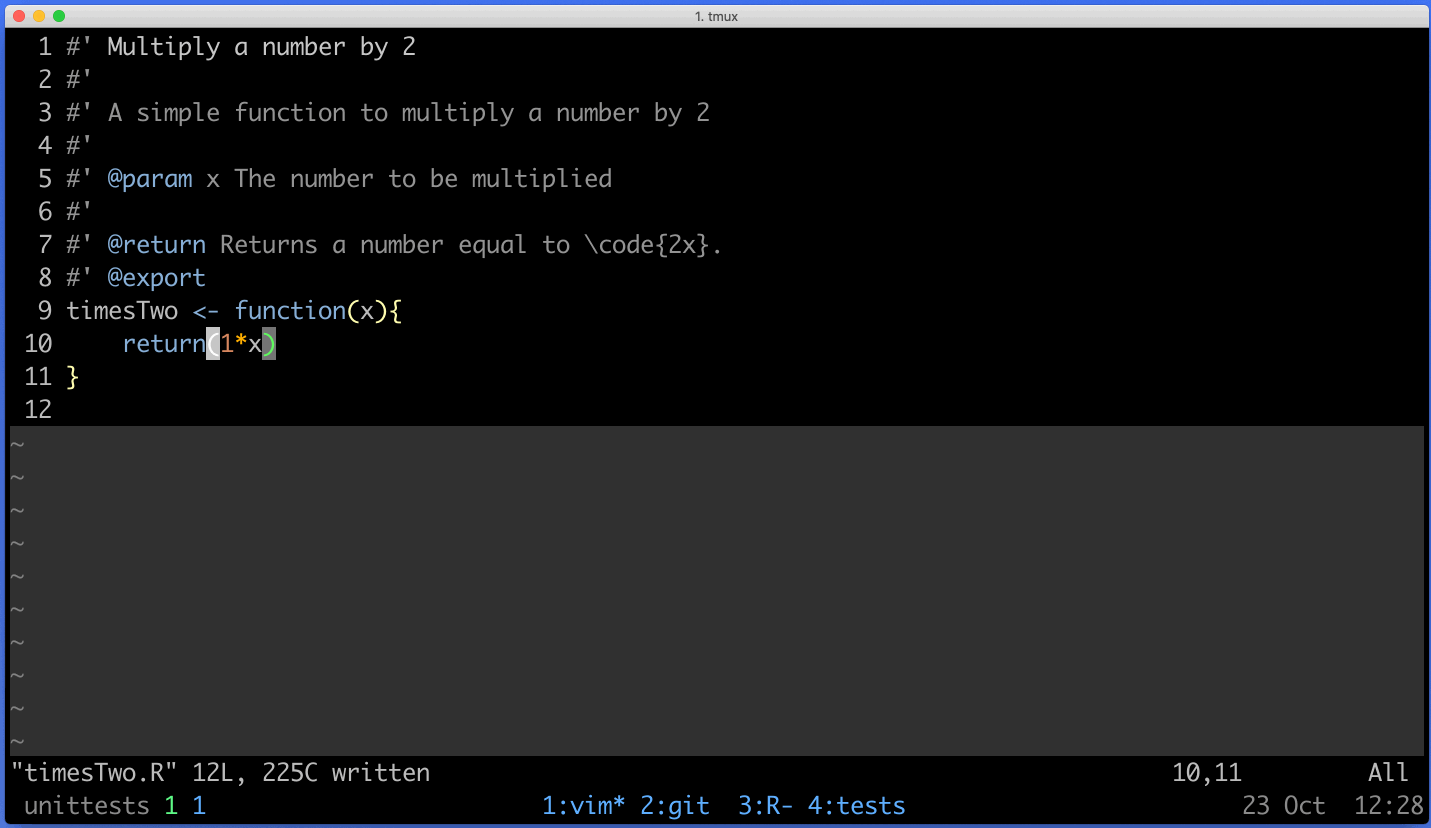 1. tmux
1 #' Multiply a number by 2
2 #'
3 #' A simple function to multiply a number by 2
4 #'
5 #' @param x The number to be multiplied
6 #'
7 #' @return Returns a number equal to \code{2x}.
8 #' @export
9 timesTwo <- function(x){
10     return(1*x)
11 }
12
~
~
~
~
~
~
~
~
~
~
"timesTwo.R" 12L, 225C written 10,11 All
unittests 1 1 1:vim* 2:git 3:R- 4:tests 23 Oct 12:28